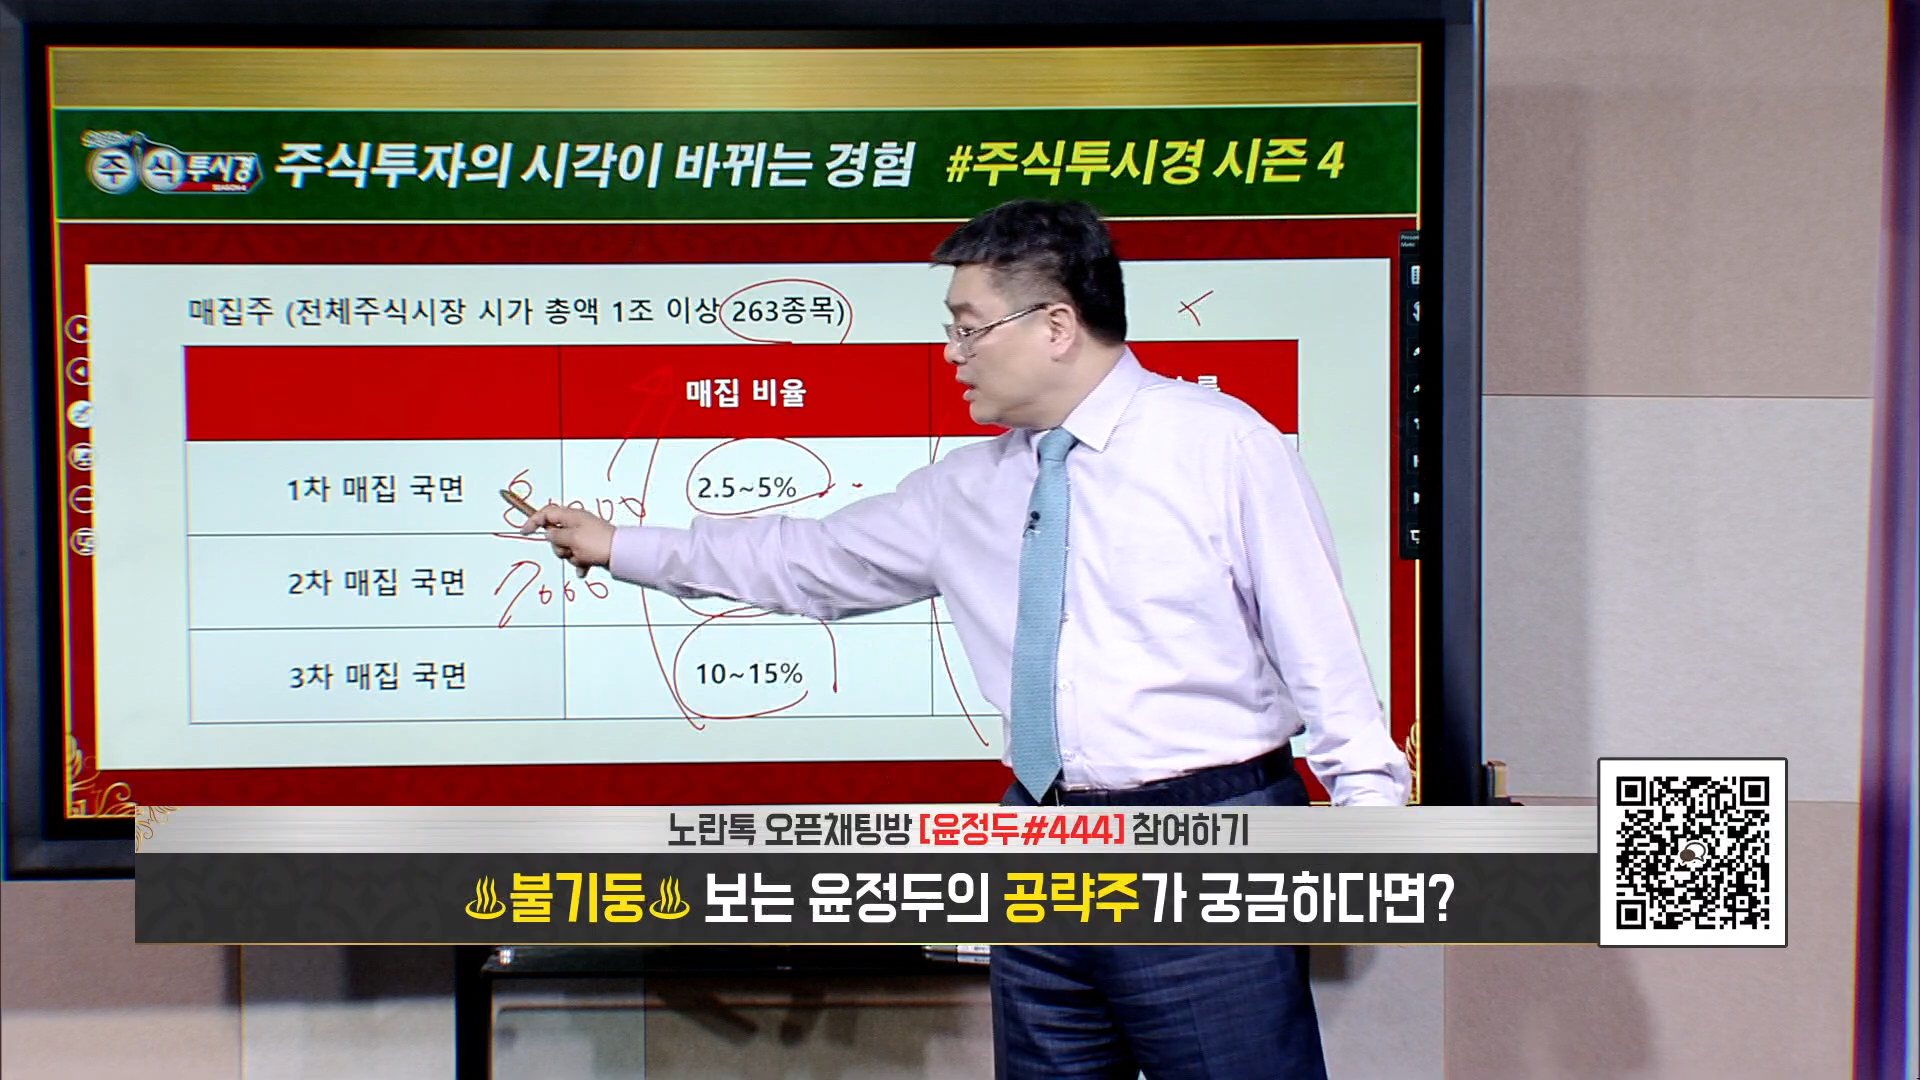 주식투시경
주식투자의 시각이 바뀌는 경험 #주식투시경 시즌 4
매집주 (전체주식시장 시가 총액 1조 이상 263종목)
매집 비율
1차 매집 국면 2.5~5%
2차 매집 국면
3차 매집 국면 10~15%
노란톡 오픈채팅방 [윤정두#444] 참여하기
♨불기둥♨ 보는 윤정두의 공략주가 궁금하다면?